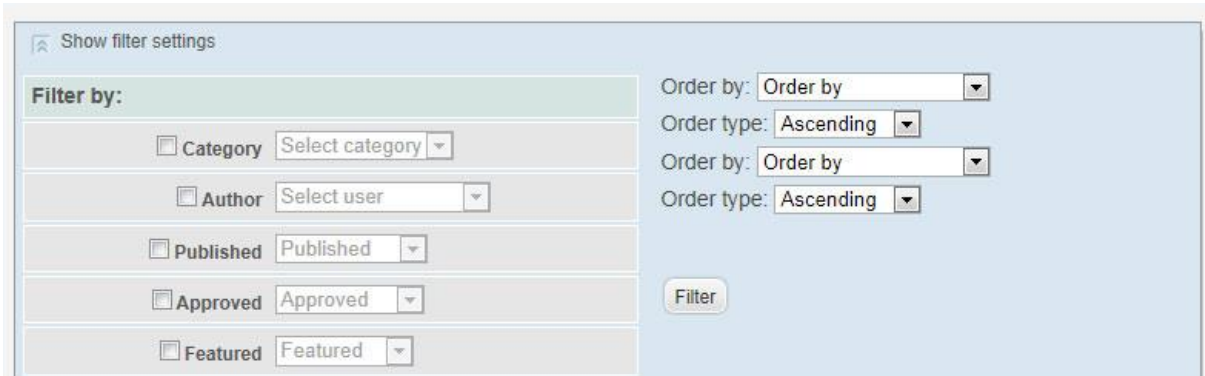 Show filter settings
Filter by:
Category Select category
Author Select user
Published Published
Approved Approved
Featured Featured
Order by: Order by
Order type: Ascending
Order by: Order by
Order type: Ascending
Filter